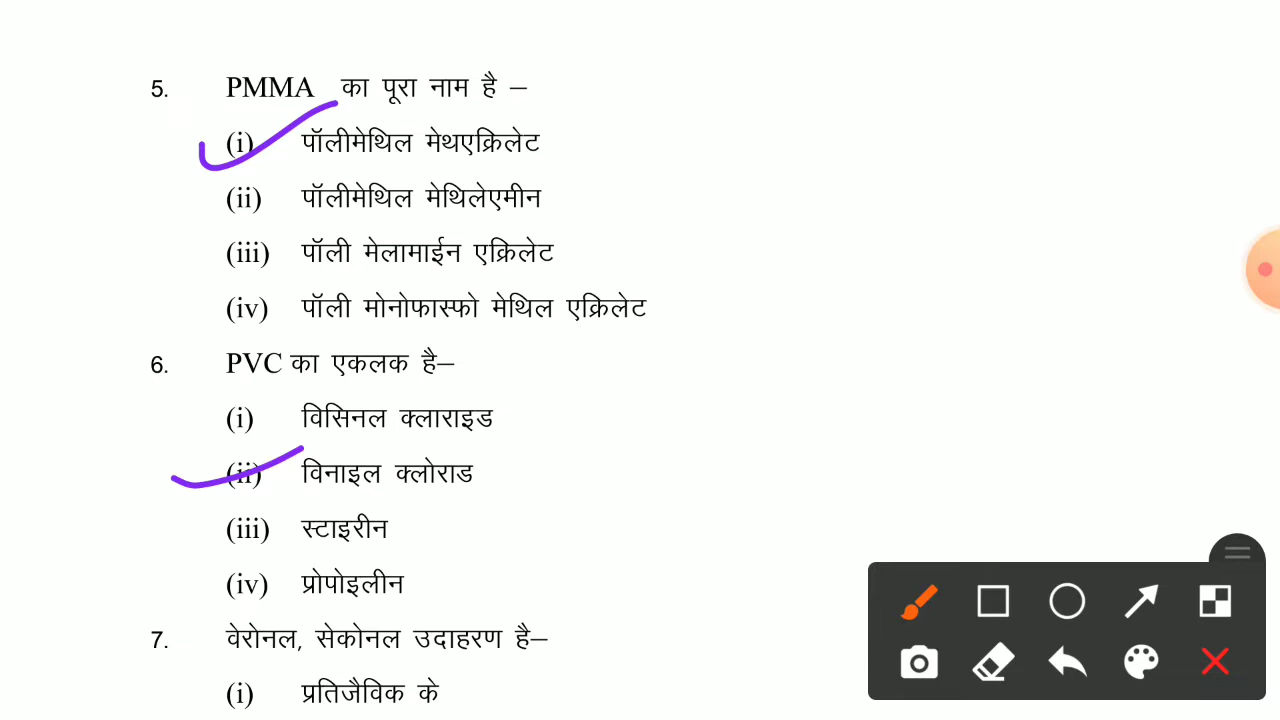 5. PMMA का पूरा नाम है –
(i) पॉलीमेथिल मेथएक्रिलेट
(ii) पॉलीमेथिल मेथिलेएमीन
(iii) पॉली मेलामाईन एक्रिलेट
(iv) पॉली मोनोफास्फो मेथिल एक्रिलेट
6. PVC का एकलक है–
(i) विसिनल क्लाराइड
(ii) विनाइल क्लोराड
(iii) स्टाइरीन
(iv) प्रोपोइलीन
7. वेरोनल, सेकोनल उदाहरण है–
(i) प्रतिजैविक के